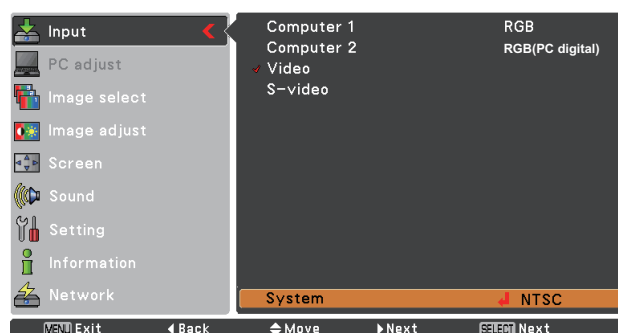 Input
PC adjust
Image select
Image adjust
Screen
Sound
Setting
Information
Network
Computer 1 RGB
Computer 2 RGB(PC digital)
Video
S-video
System NTSC
MENU Exit Back Move Next SELECT Next